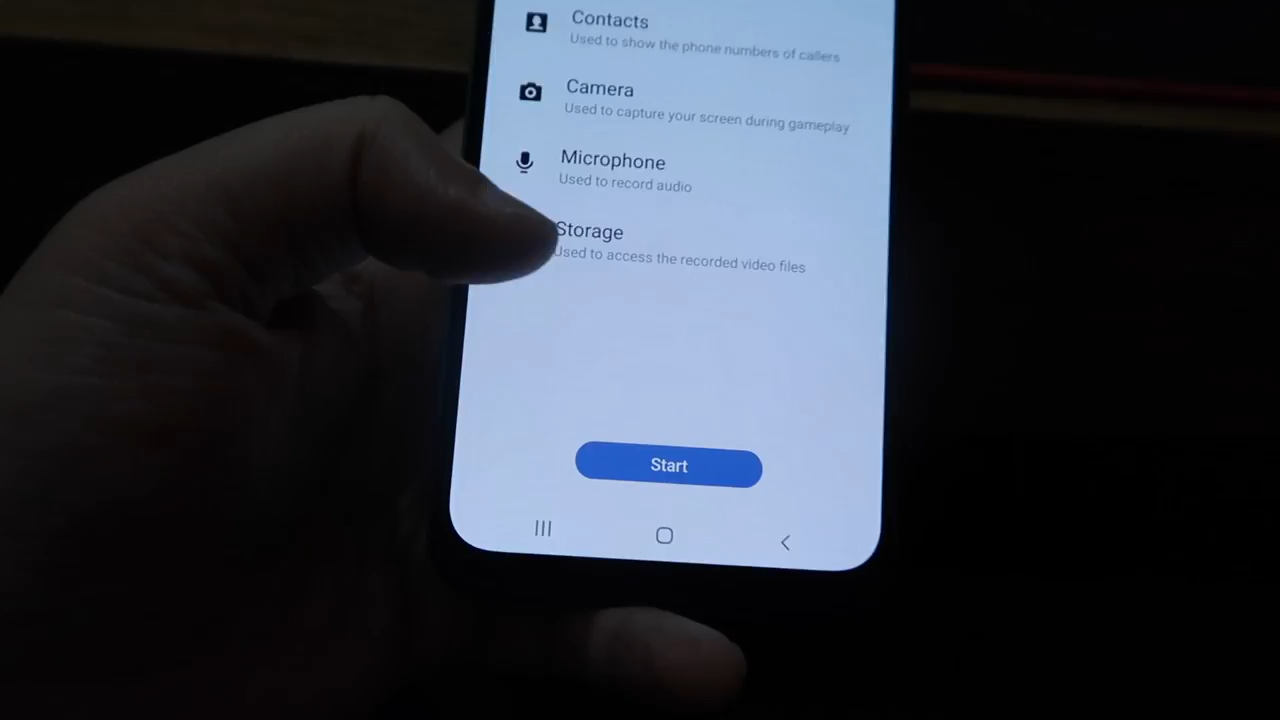 Contacts
Used to show the phone numbers of callers
Camera
Used to capture your screen during gameplay
Microphone
Used to record audio
Storage
Used to access the recorded video files
Start